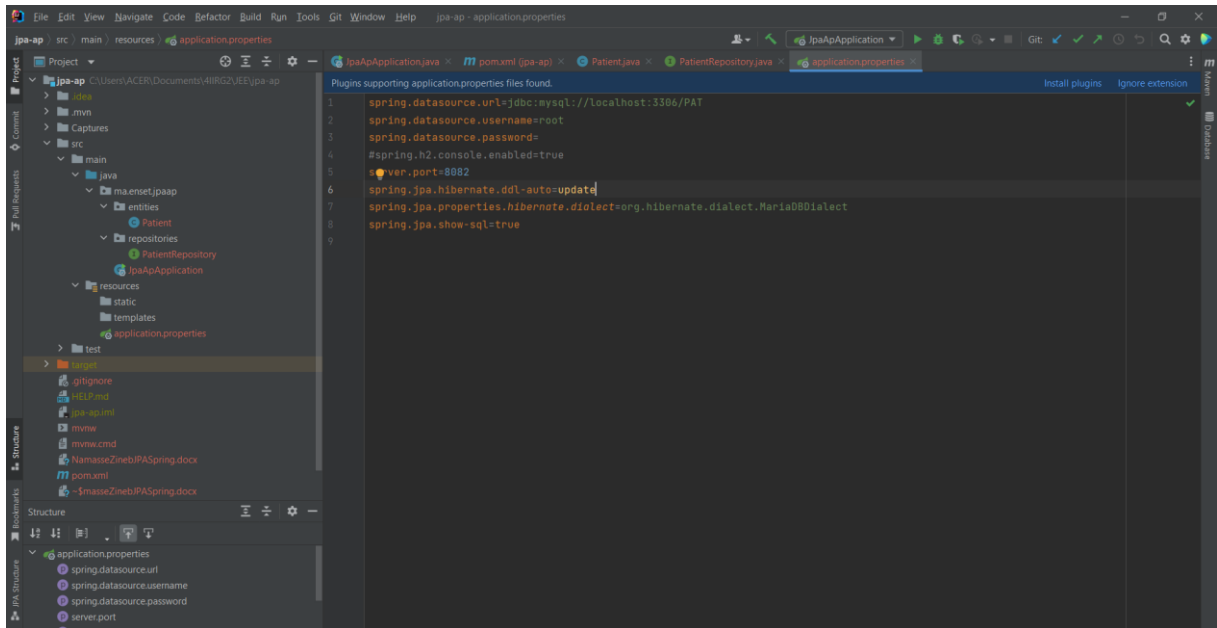 File Edit View Navigate Code Refactor Build Run Tools Git Window Help jpa-ap - application.properties
jpa-ap src main resources application.properties JpaApApplication Git:
Project JpaApApplication.java pom.xml (jpa-ap) Patient.java PatientRepository.java application.properties
jpa-ap C:\Users\ACER\Documents\4IIRG2\JEE\jpa-ap
.idea
.mvn
Captures
src
main
java
ma.enset.jpaap
entities
Patient
repositories
PatientRepository
JpaApApplication
resources
static
templates
application.properties
test
target
.gitignore
HELP.md
jpa-ap.iml
mvnw
mvnw.cmd
NamasseZinebJPASpring.docx
pom.xml
~$masseZinebJPASpring.docx
Structure
application.properties
spring.datasource.url
spring.datasource.username
spring.datasource.password
server.port
Plugins supporting application.properties files found. Install plugins Ignore extension
1 spring.datasource.url=jdbc:mysql://localhost:3306/PAT
2 spring.datasource.username=root
3 spring.datasource.password=
4 #spring.h2.console.enabled=true
5 server.port=8082
6 spring.jpa.hibernate.ddl-auto=update
7 spring.jpa.properties.hibernate.dialect=org.hibernate.dialect.MariaDBDialect
8 spring.jpa.show-sql=true
9
Project
Commit
Pull Requests
Structure
Bookmarks
JPA Structure
m
Maven
Database